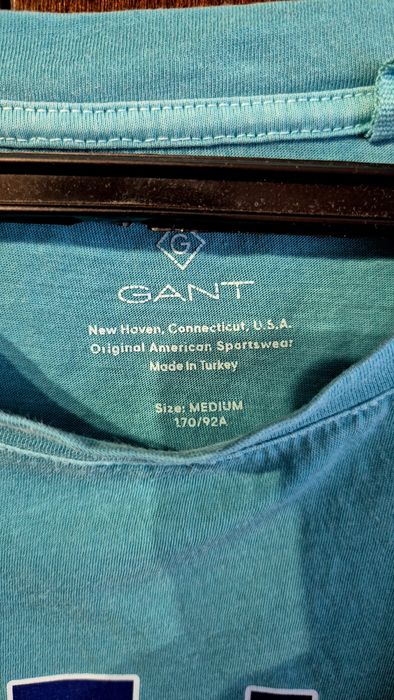 G
GANT
New Haven, Connecticut, U.S.A.
Original American Sportswear
Made in Turkey
Size: MEDIUM
170/92A